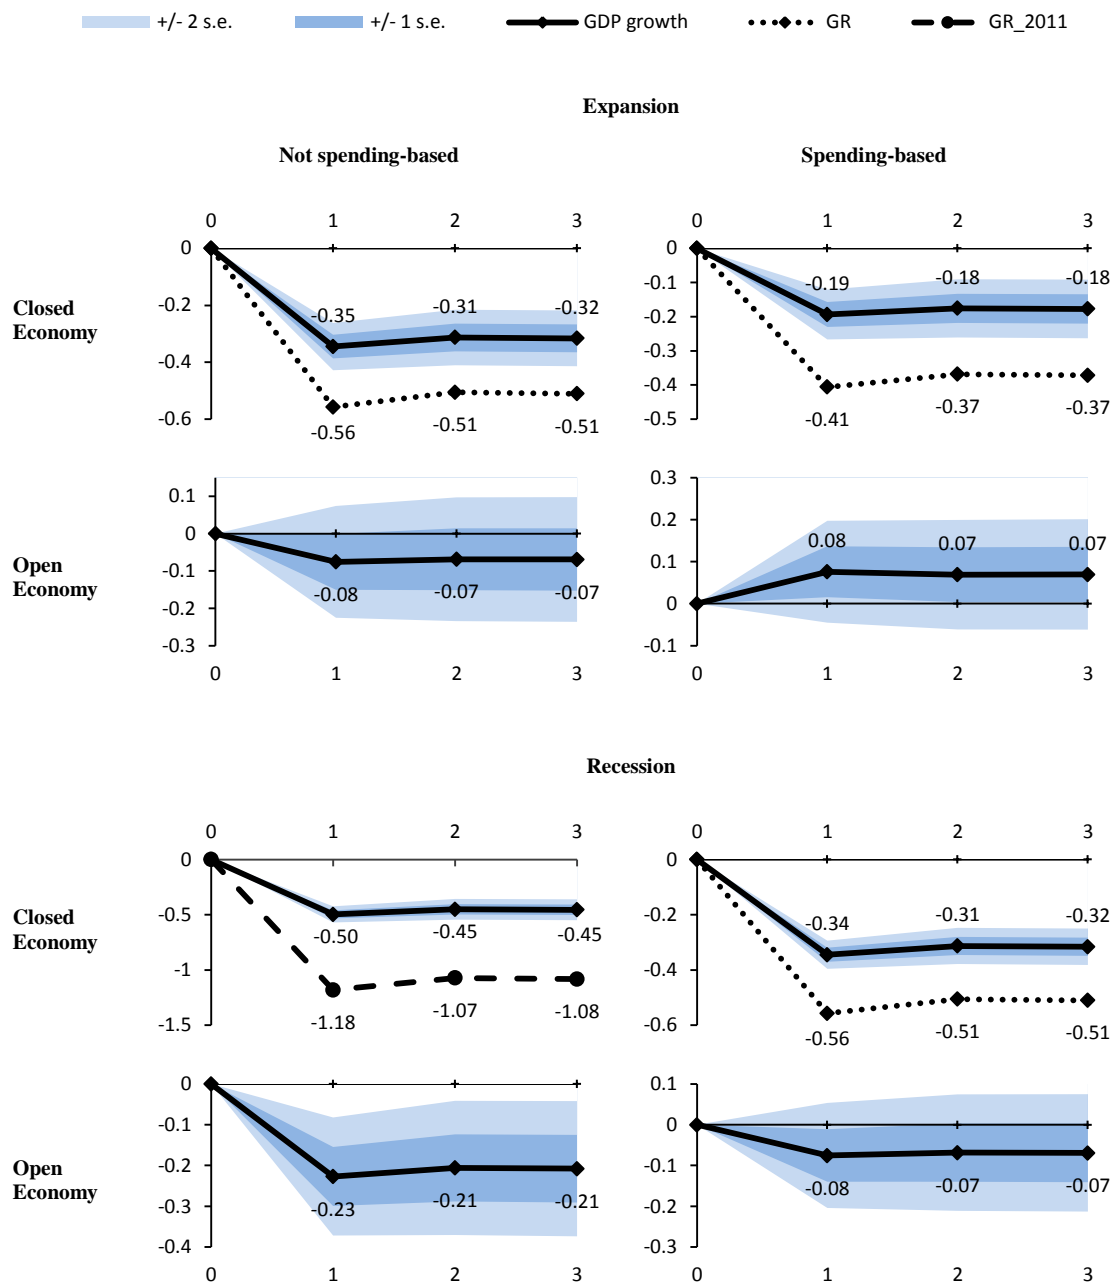 +/- 2 s.e. +/- 1 s.e. GDP growth GR GR_2011
Expansion
Not spending-based Spending-based
0 1 2 3 0 1 2 3
Closed Economy
0
-0.2
-0.4
-0.6
-0.35 -0.31 -0.32
-0.56 -0.51 -0.51
0
-0.1
-0.2
-0.3
-0.4
-0.5
-0.19 -0.18 -0.18
-0.41 -0.37 -0.37
Open Economy
0.1
0
-0.1
-0.2
-0.3
-0.08 -0.07 -0.07
0.3
0.2
0.1
0
-0.1
0.08 0.07 0.07
0 1 2 3 0 1 2 3
Recession
0 1 2 3 0 1 2 3
Closed Economy
0
-0.5
-1
-1.5
-0.50 -0.45 -0.45
-1.18 -1.07 -1.08
0
-0.2
-0.4
-0.6
-0.34 -0.31 -0.32
-0.56 -0.51 -0.51
Open Economy
0
-0.1
-0.2
-0.3
-0.4
-0.23 -0.21 -0.21
0.1
0
-0.1
-0.2
-0.3
-0.08 -0.07 -0.07
0 1 2 3 0 1 2 3